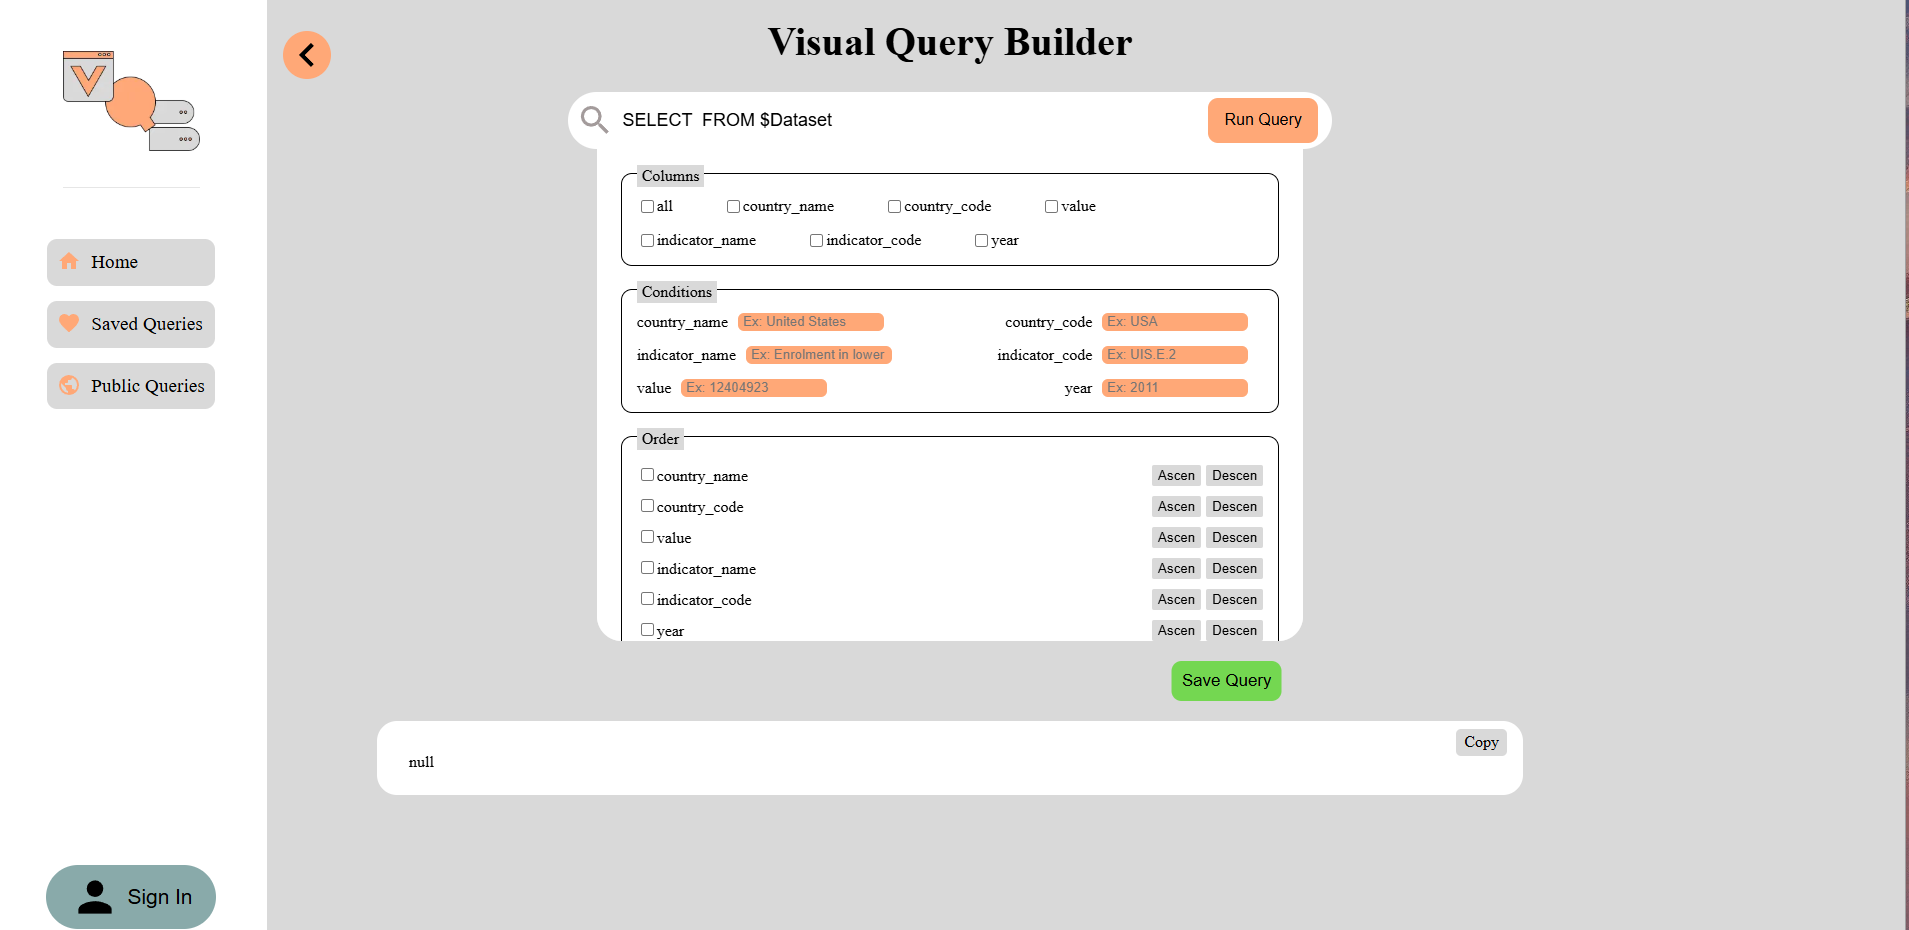 Visual Query Builder
V
SELECT  FROM $Dataset
Run Query
Columns
all country_name country_code value
indicator_name indicator_code year
Home
Saved Queries
Public Queries
Conditions
country_name Ex: United States country_code Ex: USA
indicator_name Ex: Enrolment in lower indicator_code Ex: UIS.E.2
value Ex: 12404923 year Ex: 2011
Order
country_name Ascen Descen
country_code Ascen Descen
value Ascen Descen
indicator_name Ascen Descen
indicator_code Ascen Descen
year Ascen Descen
Save Query
Copy
null
Sign In